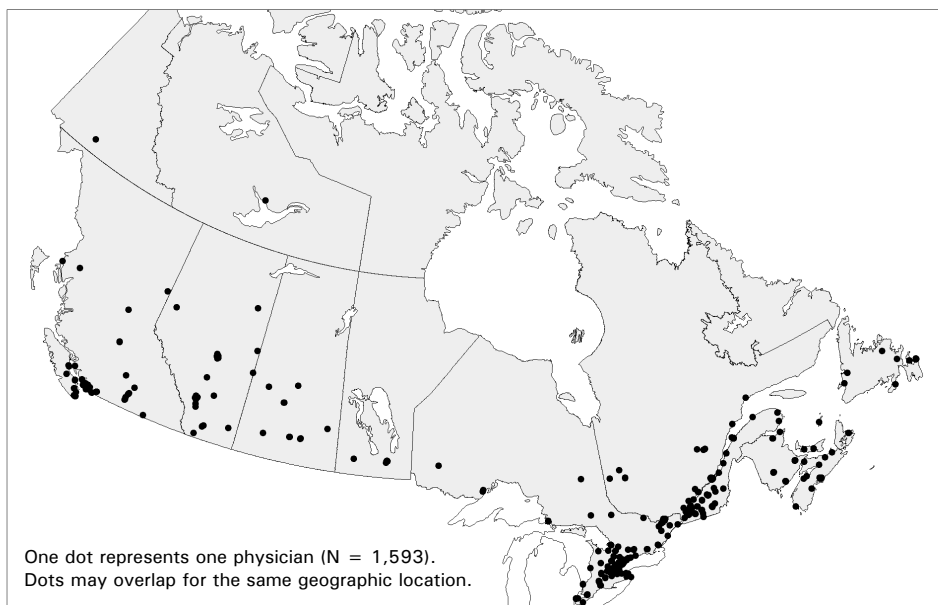 One dot represents one physician (N = 1,593).
Dots may overlap for the same geographic location.